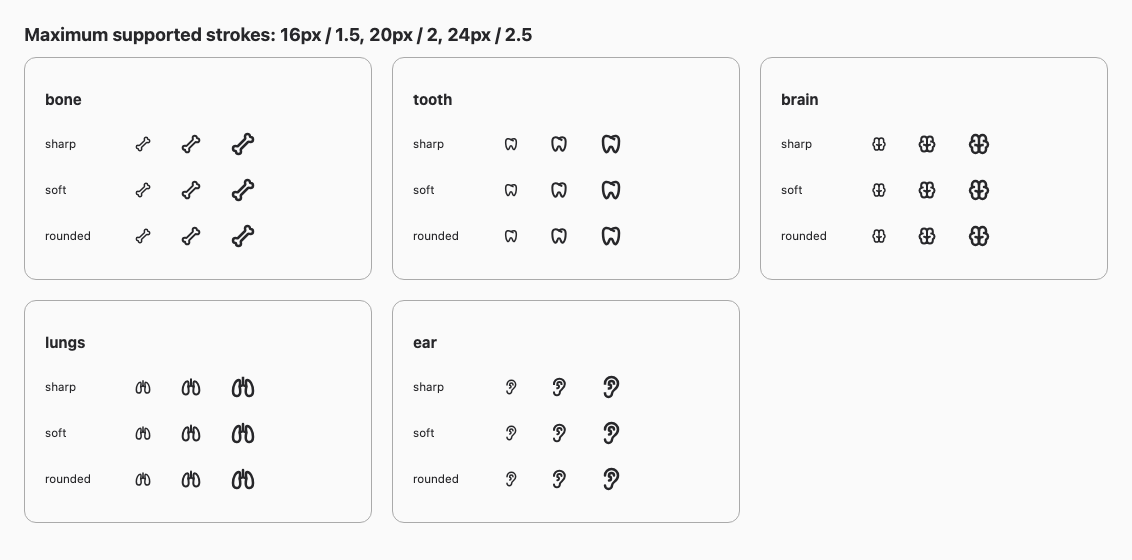 Maximum supported strokes: 16px / 1.5, 20px / 2, 24px / 2.5
bone
sharp
soft
rounded
tooth
sharp
soft
rounded
brain
sharp
soft
rounded
lungs
sharp
soft
rounded
ear
sharp
soft
rounded